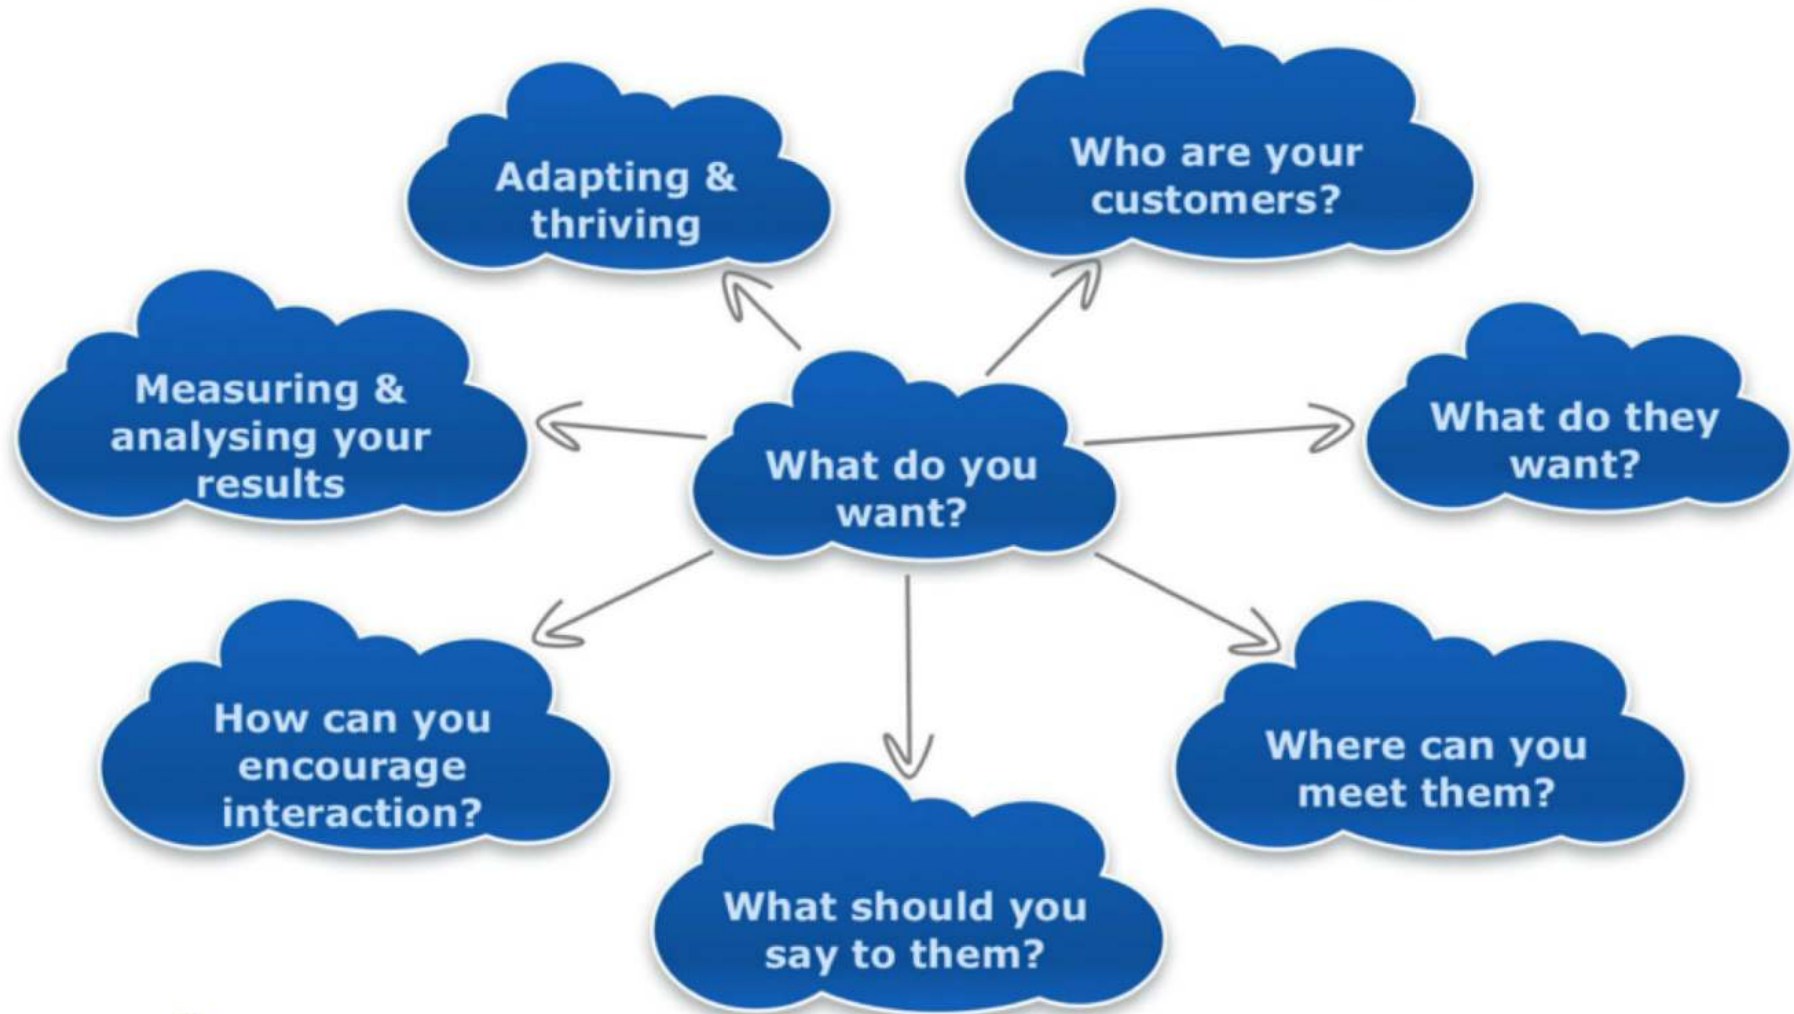 Adapting &
thriving
Who are your
customers?
Measuring &
analysing your
results
What do you
want?
What do they
want?
How can you
encourage
interaction?
Where can you
meet them?
What should you
say to them?